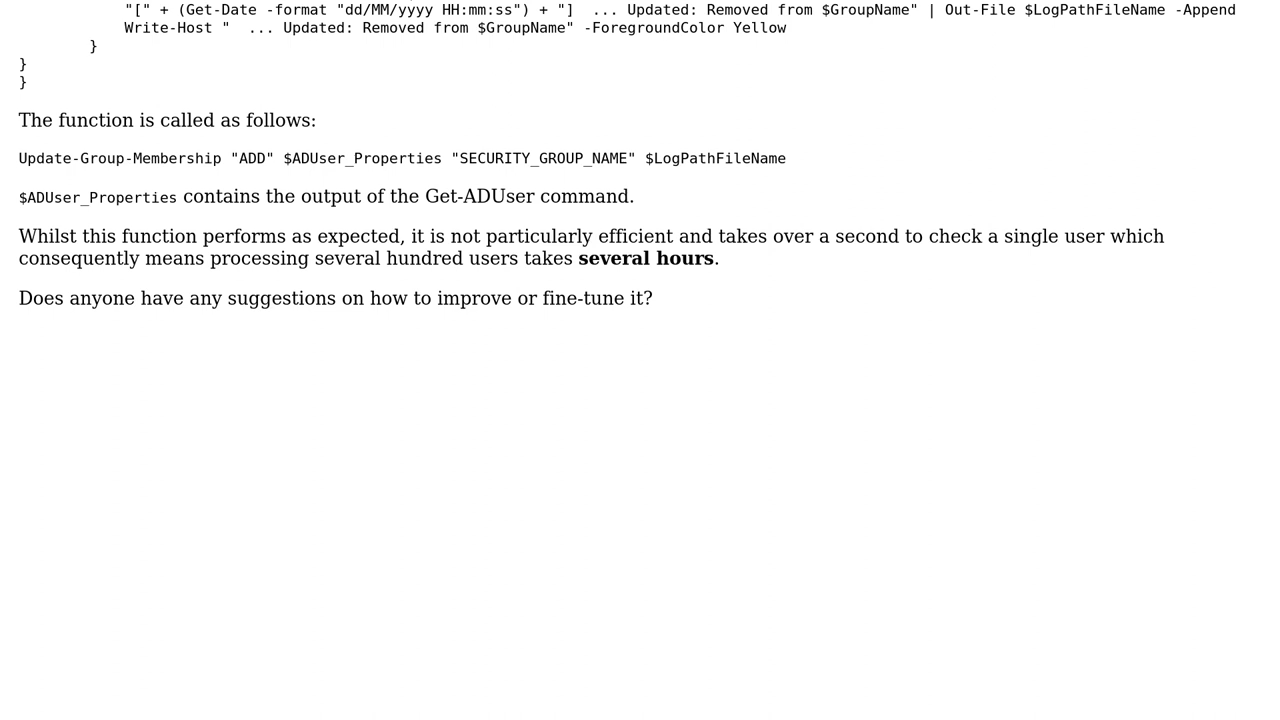 "[" + (Get-Date -format "dd/MM/yyyy HH:mm:ss") + "]  ... Updated: Removed from $GroupName" | Out-File $LogPathFileName -Append
Write-Host "  ... Updated: Removed from $GroupName" -ForegroundColor Yellow
}
}
}
The function is called as follows:
Update-Group-Membership "ADD" $ADUser_Properties "SECURITY_GROUP_NAME" $LogPathFileName
$ADUser_Properties contains the output of the Get-ADUser command.
Whilst this function performs as expected, it is not particularly efficient and takes over a second to check a single user which
consequently means processing several hundred users takes several hours.
Does anyone have any suggestions on how to improve or fine-tune it?